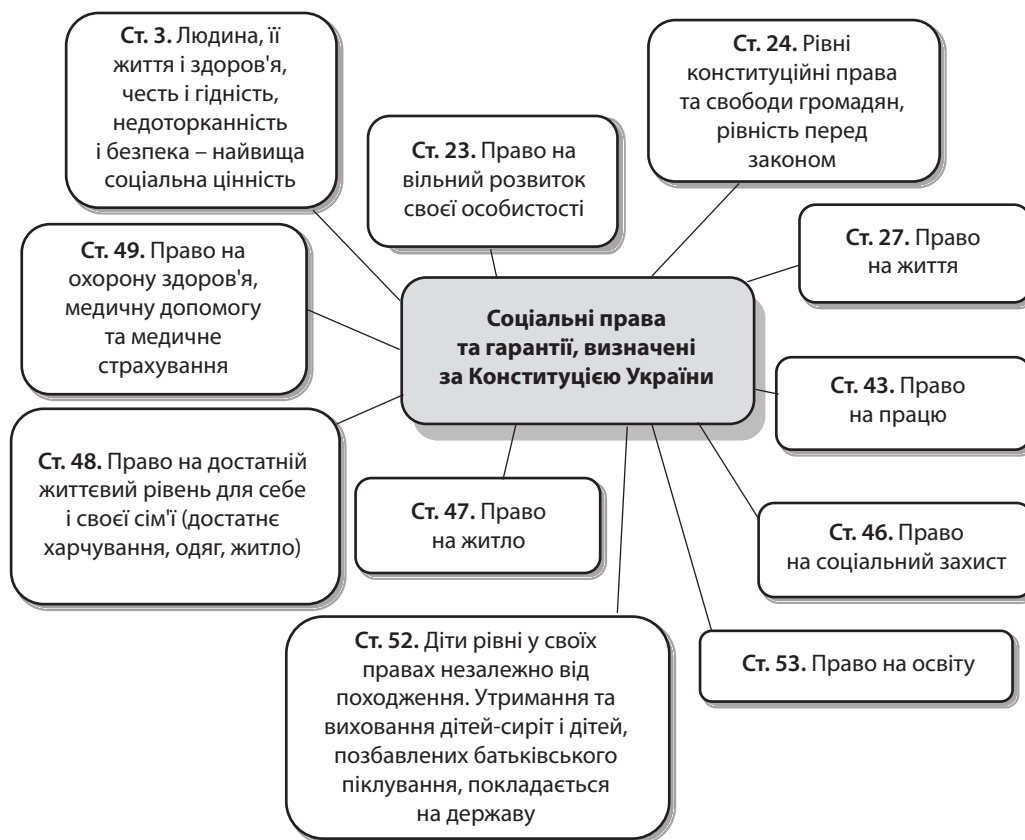 Ст. 3. Людина, її
життя і здоров'я,
честь і гідність,
недоторканність
і безпека – найвища
соціальна цінність
Ст. 23. Право на
вільний розвиток
своєї особистості
Ст. 24. Рівні
конституційні права
та свободи громадян,
рівність перед
законом
Ст. 49. Право на
охорону здоров'я,
медичну допомогу
та медичне
страхування
Соціальні права
та гарантії, визначені
за Конституцією України
Ст. 27. Право
на життя
Ст. 43. Право
на працю
Ст. 48. Право на достатній
життєвий рівень для себе
і своєї сім'ї (достатнє
харчування, одяг, житло)
Ст. 47. Право
на житло
Ст. 46. Право
на соціальний захист
Ст. 52. Діти рівні у своїх
правах незалежно від
походження. Утримання та
виховання дітей-сиріт і дітей,
позбавлених батьківського
піклування, покладається
на державу
Ст. 53. Право на освіту